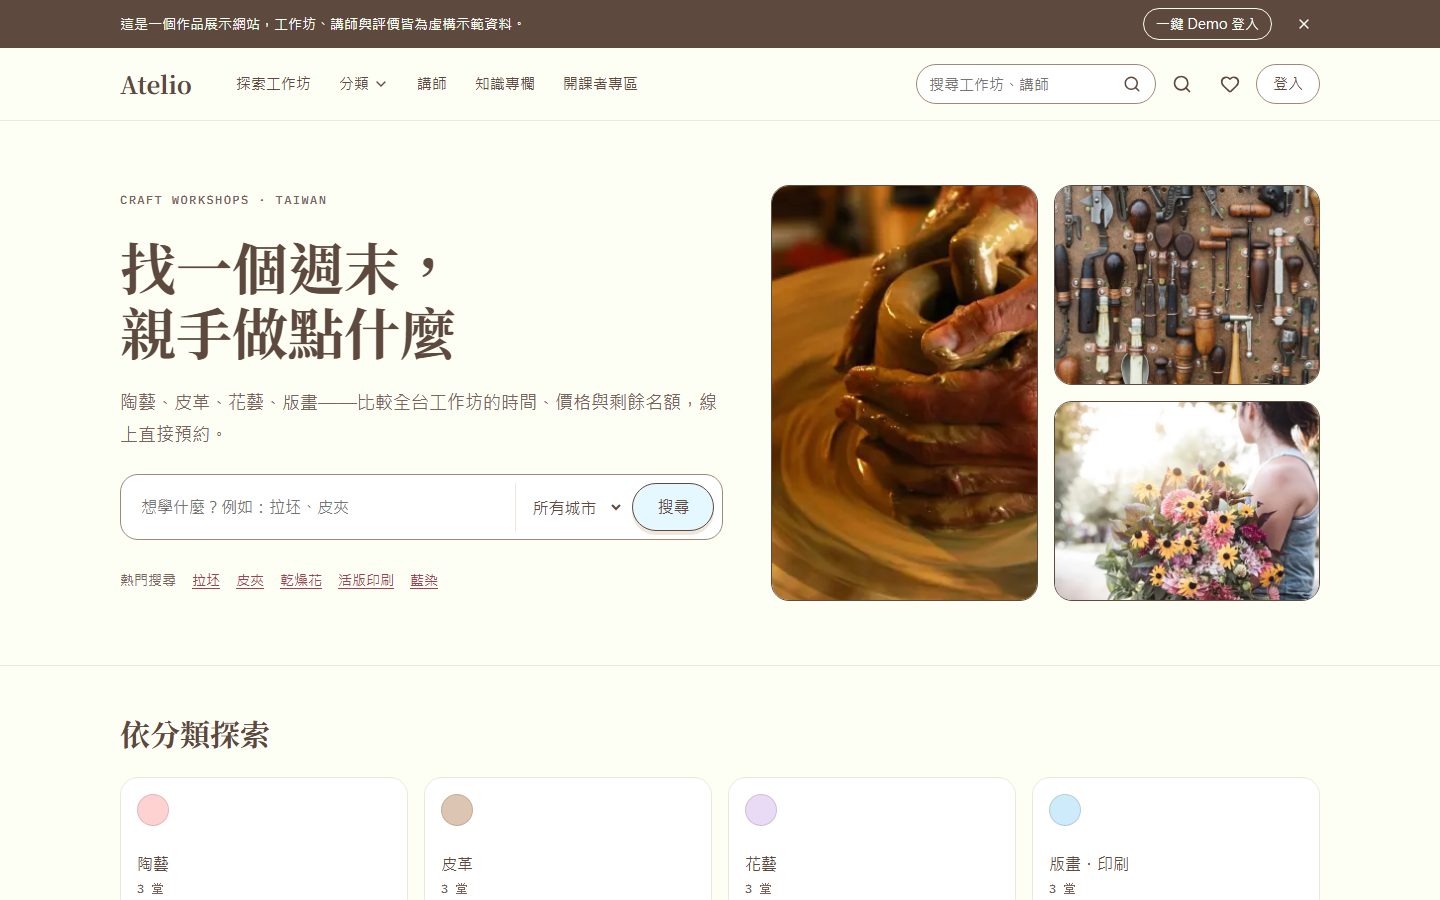 這是一個作品展示網站，工作坊、講師與評價皆為虛構示範資料。
一鍵 Demo 登入
Atelio
探索工作坊
分類
講師
知識專欄
開課者專區
搜尋工作坊、講師
登入
CRAFT WORKSHOPS · TAIWAN
找一個週末，
親手做點什麼
陶藝、皮革、花藝、版畫——比較全台工作坊的時間、價格與剩餘名額，線
上直接預約。
想學什麼？例如：拉坯、皮夾
所有城市
搜尋
熱門搜尋 拉坯 皮夾 乾燥花 活版印刷 藍染
依分類探索
陶藝
3 堂
皮革
3 堂
花藝
3 堂
版畫・印刷
3 堂